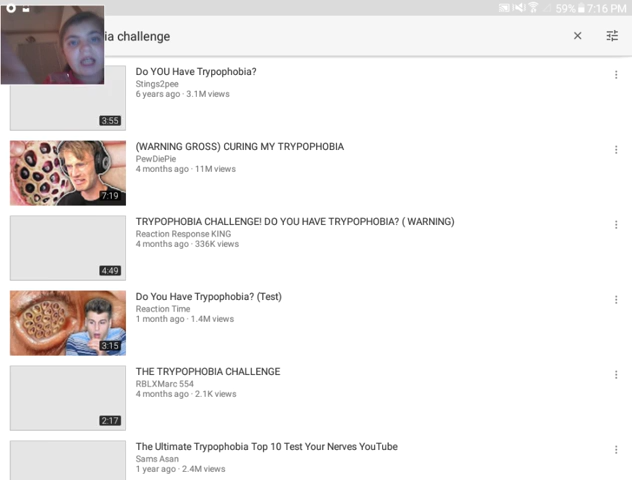 59% 7:16 PM
ia challenge
Do YOU Have Trypophobia?
Stings2pee
6 years ago · 3.1M views
3:55
(WARNING GROSS) CURING MY TRYPOPHOBIA
PewDiePie
4 months ago · 11M views
7:19
TRYPOPHOBIA CHALLENGE! DO YOU HAVE TRYPOPHOBIA? ( WARNING)
Reaction Response KING
4 months ago · 336K views
4:49
Do You Have Trypophobia? (Test)
Reaction Time
1 month ago · 1.4M views
3:15
THE TRYPOPHOBIA CHALLENGE
RBLXMarc 554
4 months ago · 2.1K views
2:17
The Ultimate Trypophobia Top 10 Test Your Nerves YouTube
Sams Asan
1 year ago · 2.4M views